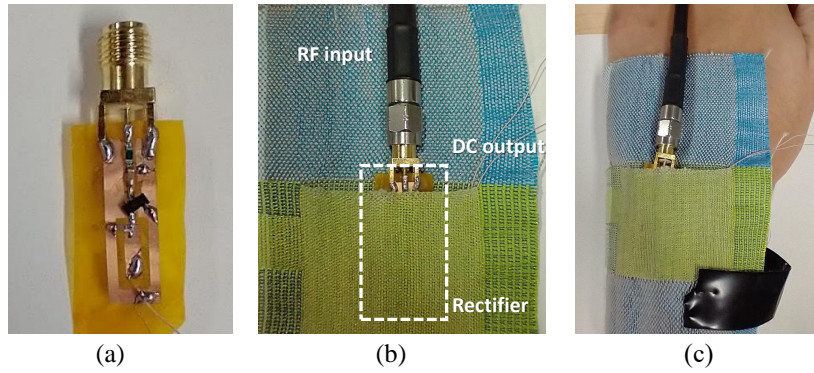 RF input
DC output
Rectifier
(a)
(b)
(c)